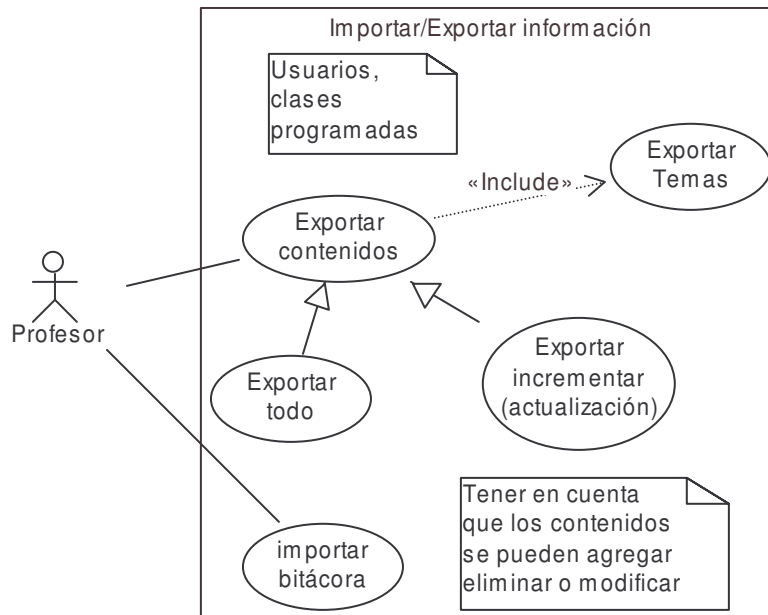 Importar/Exportar información
Usuarios,
clases
programadas
Exportar
Temas
«Include»
Exportar
contenidos
Profesor
Exportar
todo
Exportar
incrementar
(actualización)
importar
bitácora
Tener en cuenta
que los contenidos
se pueden agregar
eliminar o modificar